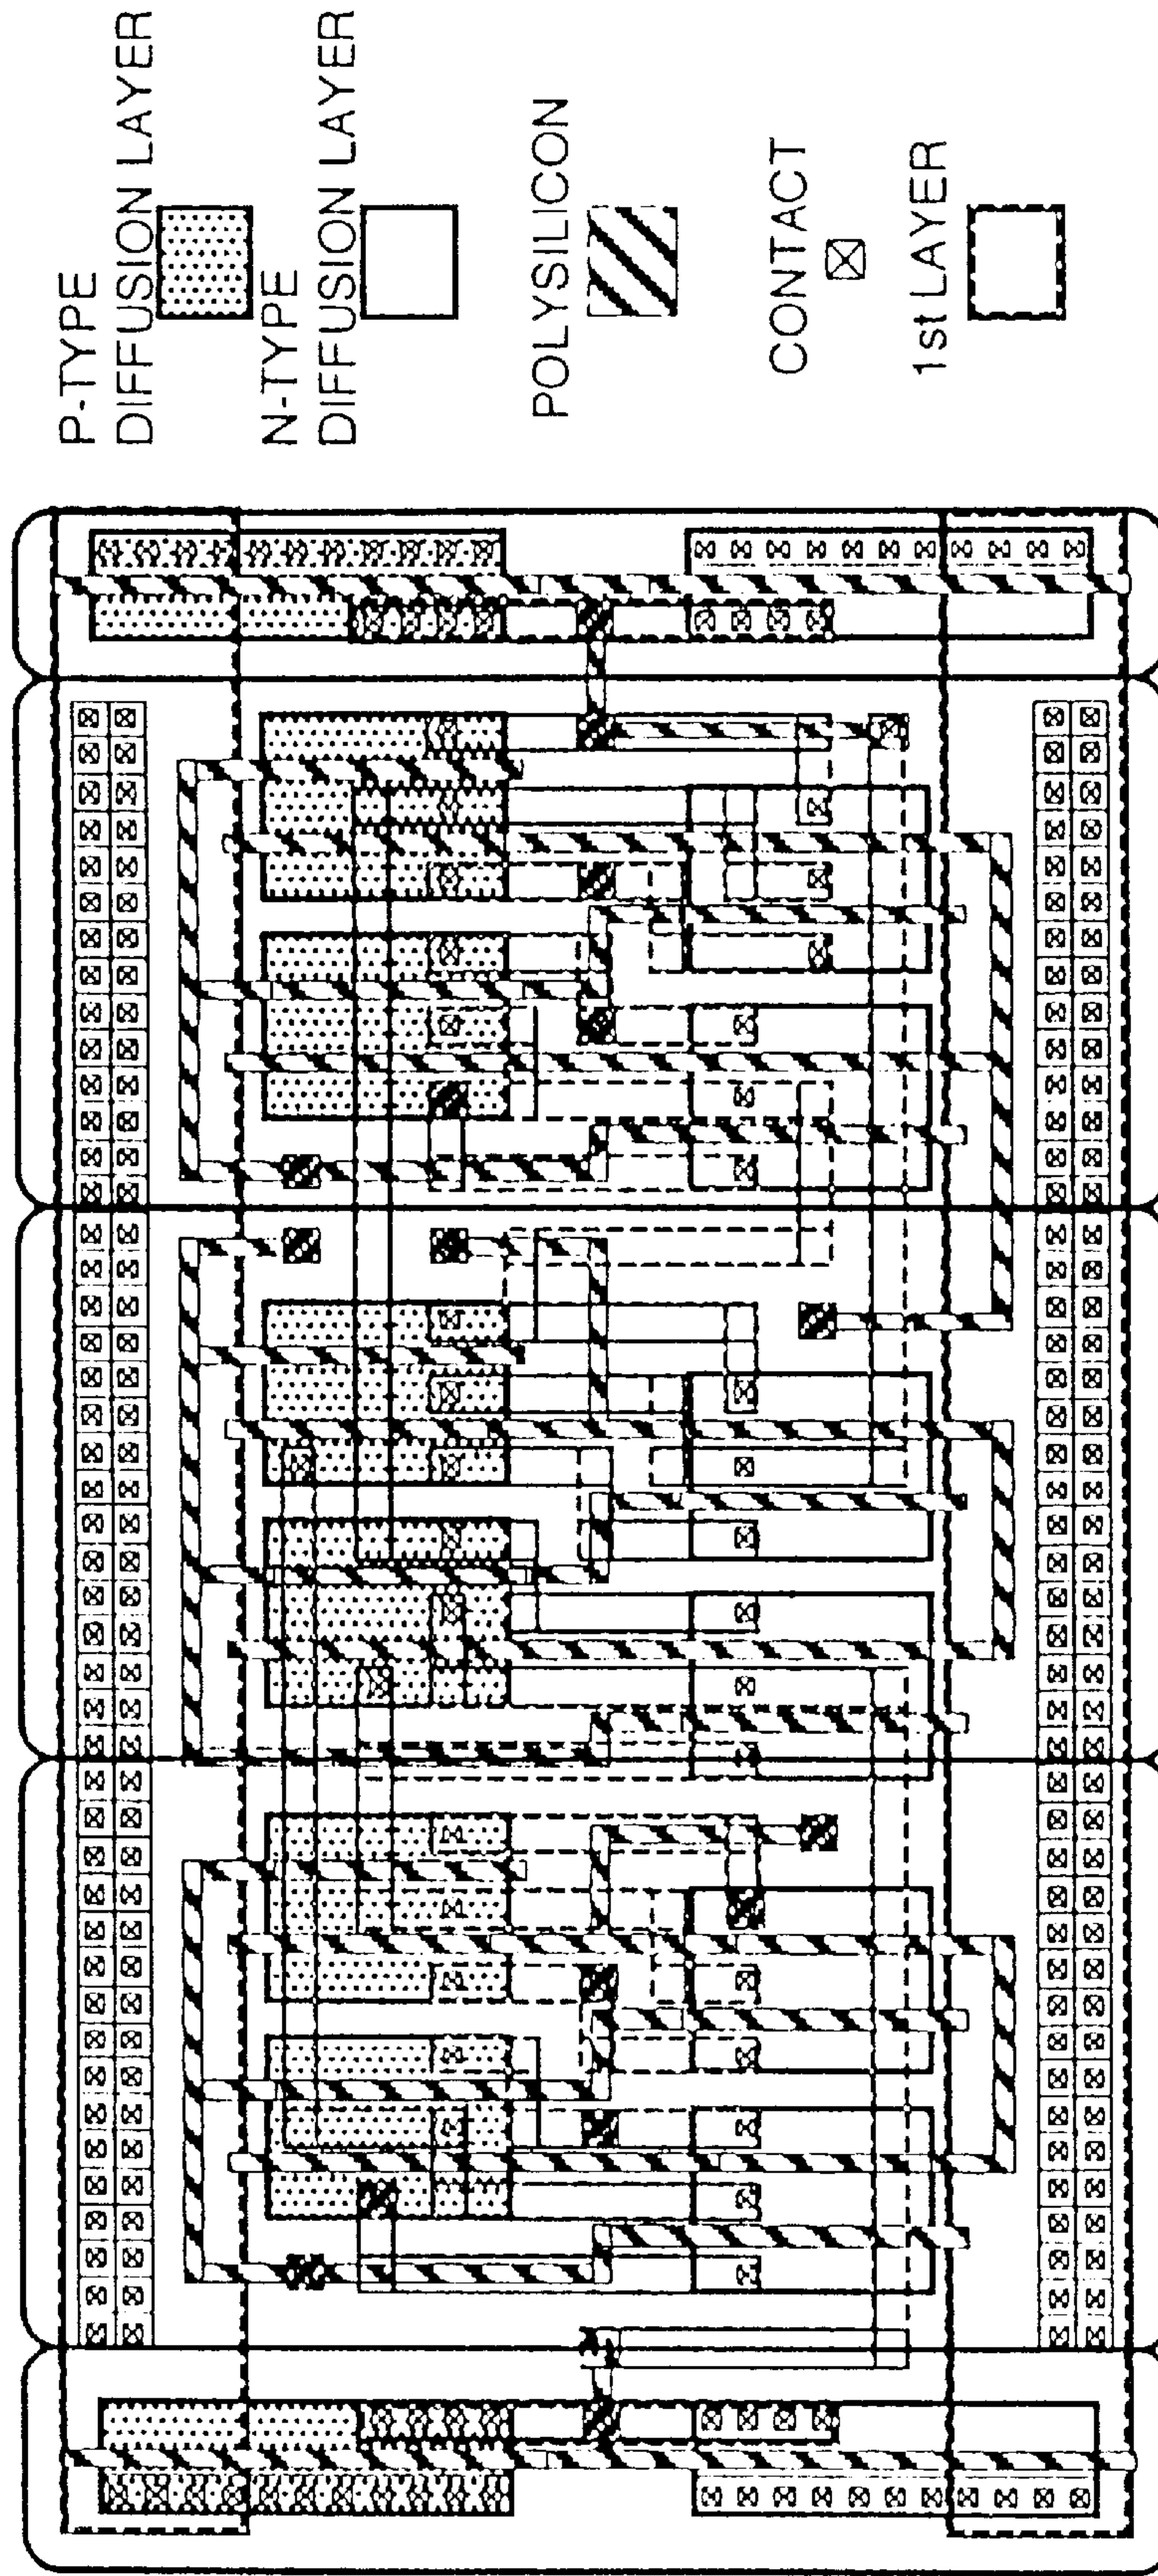 P-TYPE
DIFFUSION LAYER
N-TYPE
DIFFUSION LAYER
POLYSILICON
CONTACT
1st LAYER